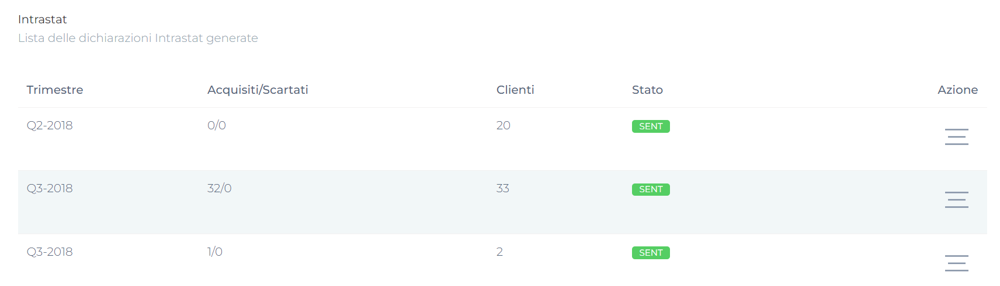 Intrastat
Lista delle dichiarazioni Intrastat generate
Trimestre Acquisiti/Scartati Clienti Stato Azione
Q2-2018 0/0 20 SENT
Q3-2018 32/0 33 SENT
Q3-2018 1/0 2 SENT